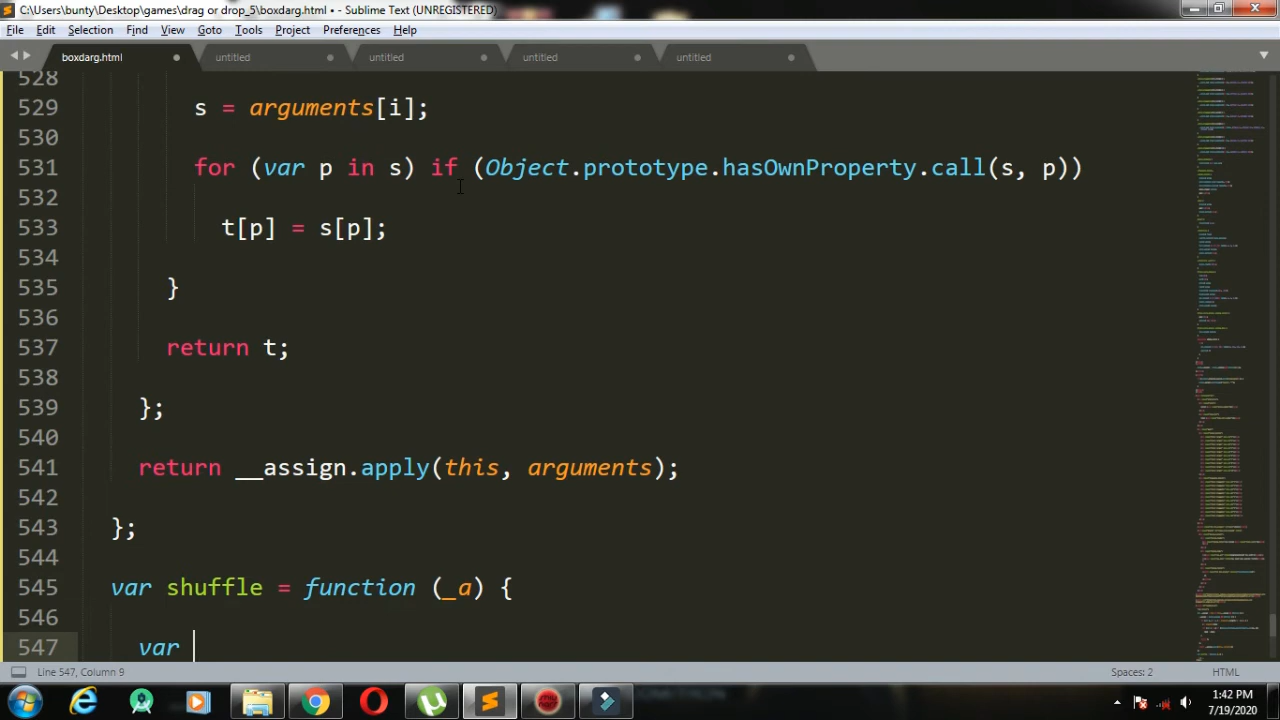 C:\Users\bunty\Desktop\games\drag or drop_5\boxdarg.html • - Sublime Text (UNREGISTERED)
File Edit Selection Find View Goto Tools Project Preferences Help
boxdarg.html untitled untitled untitled untitled
528
529 s = arguments[i];
530
531 for (var p in s) if (Object.prototype.hasOwnProperty.call(s, p))
532
533 t[p] = s[p];
534
535 }
536
537 return t;
538
539 };
540
541 return __assign.apply(this, arguments);
542
543 };
544
545 var shuffle = function (_a) {
546
547 var
Line 547, Column 9 Spaces: 2 HTML
1:42 PM
7/19/2020